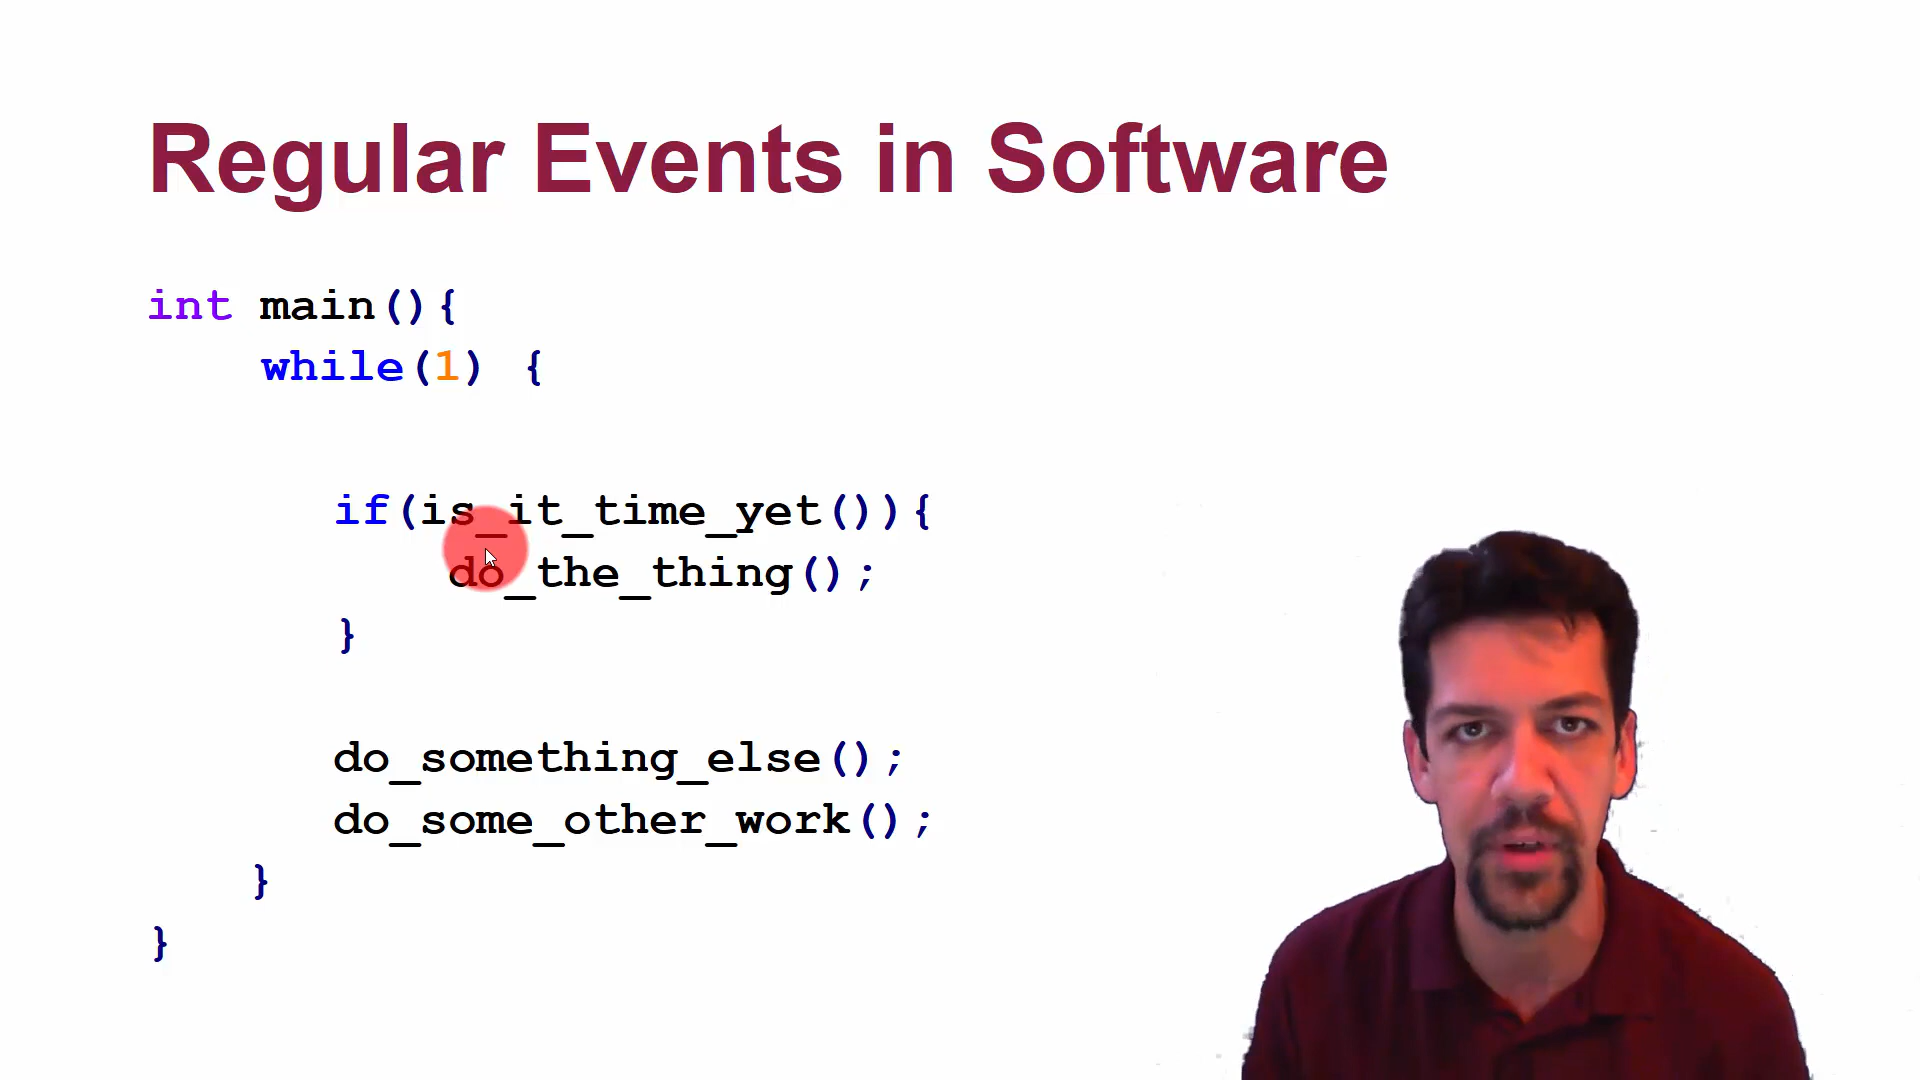 Regular Events in Software
int main(){
while(1) {
if(is_it_time_yet()){
do_the_thing();
}
do_something_else();
do_some_other_work();
}
}